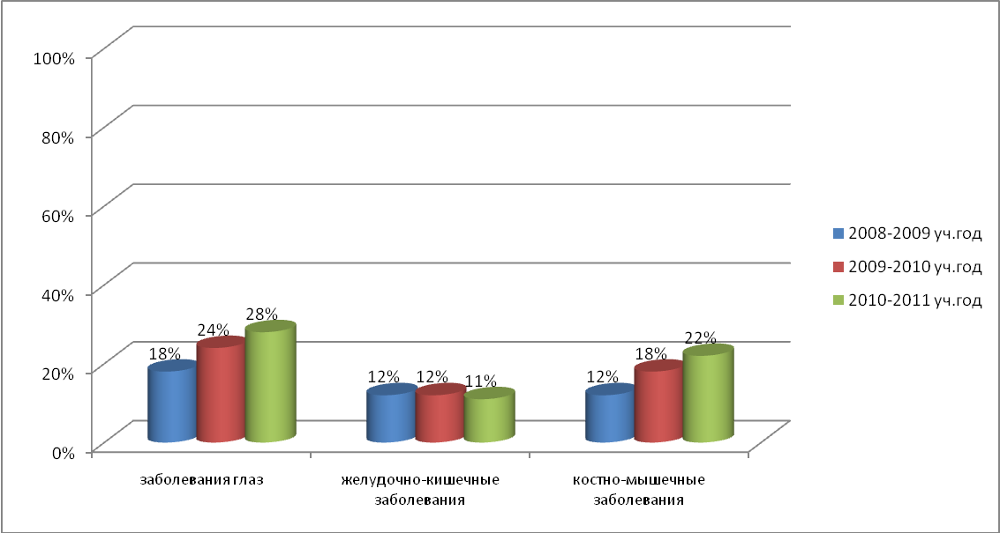 100%
80%
60%
40%
20%
0%
18%
24%
28%
12%
12%
11%
12%
18%
22%
заболевания глаз
желудочно-кишечные
заболевания
костно-мышечные
заболевания
2008-2009 уч.год
2009-2010 уч.год
2010-2011 уч.год